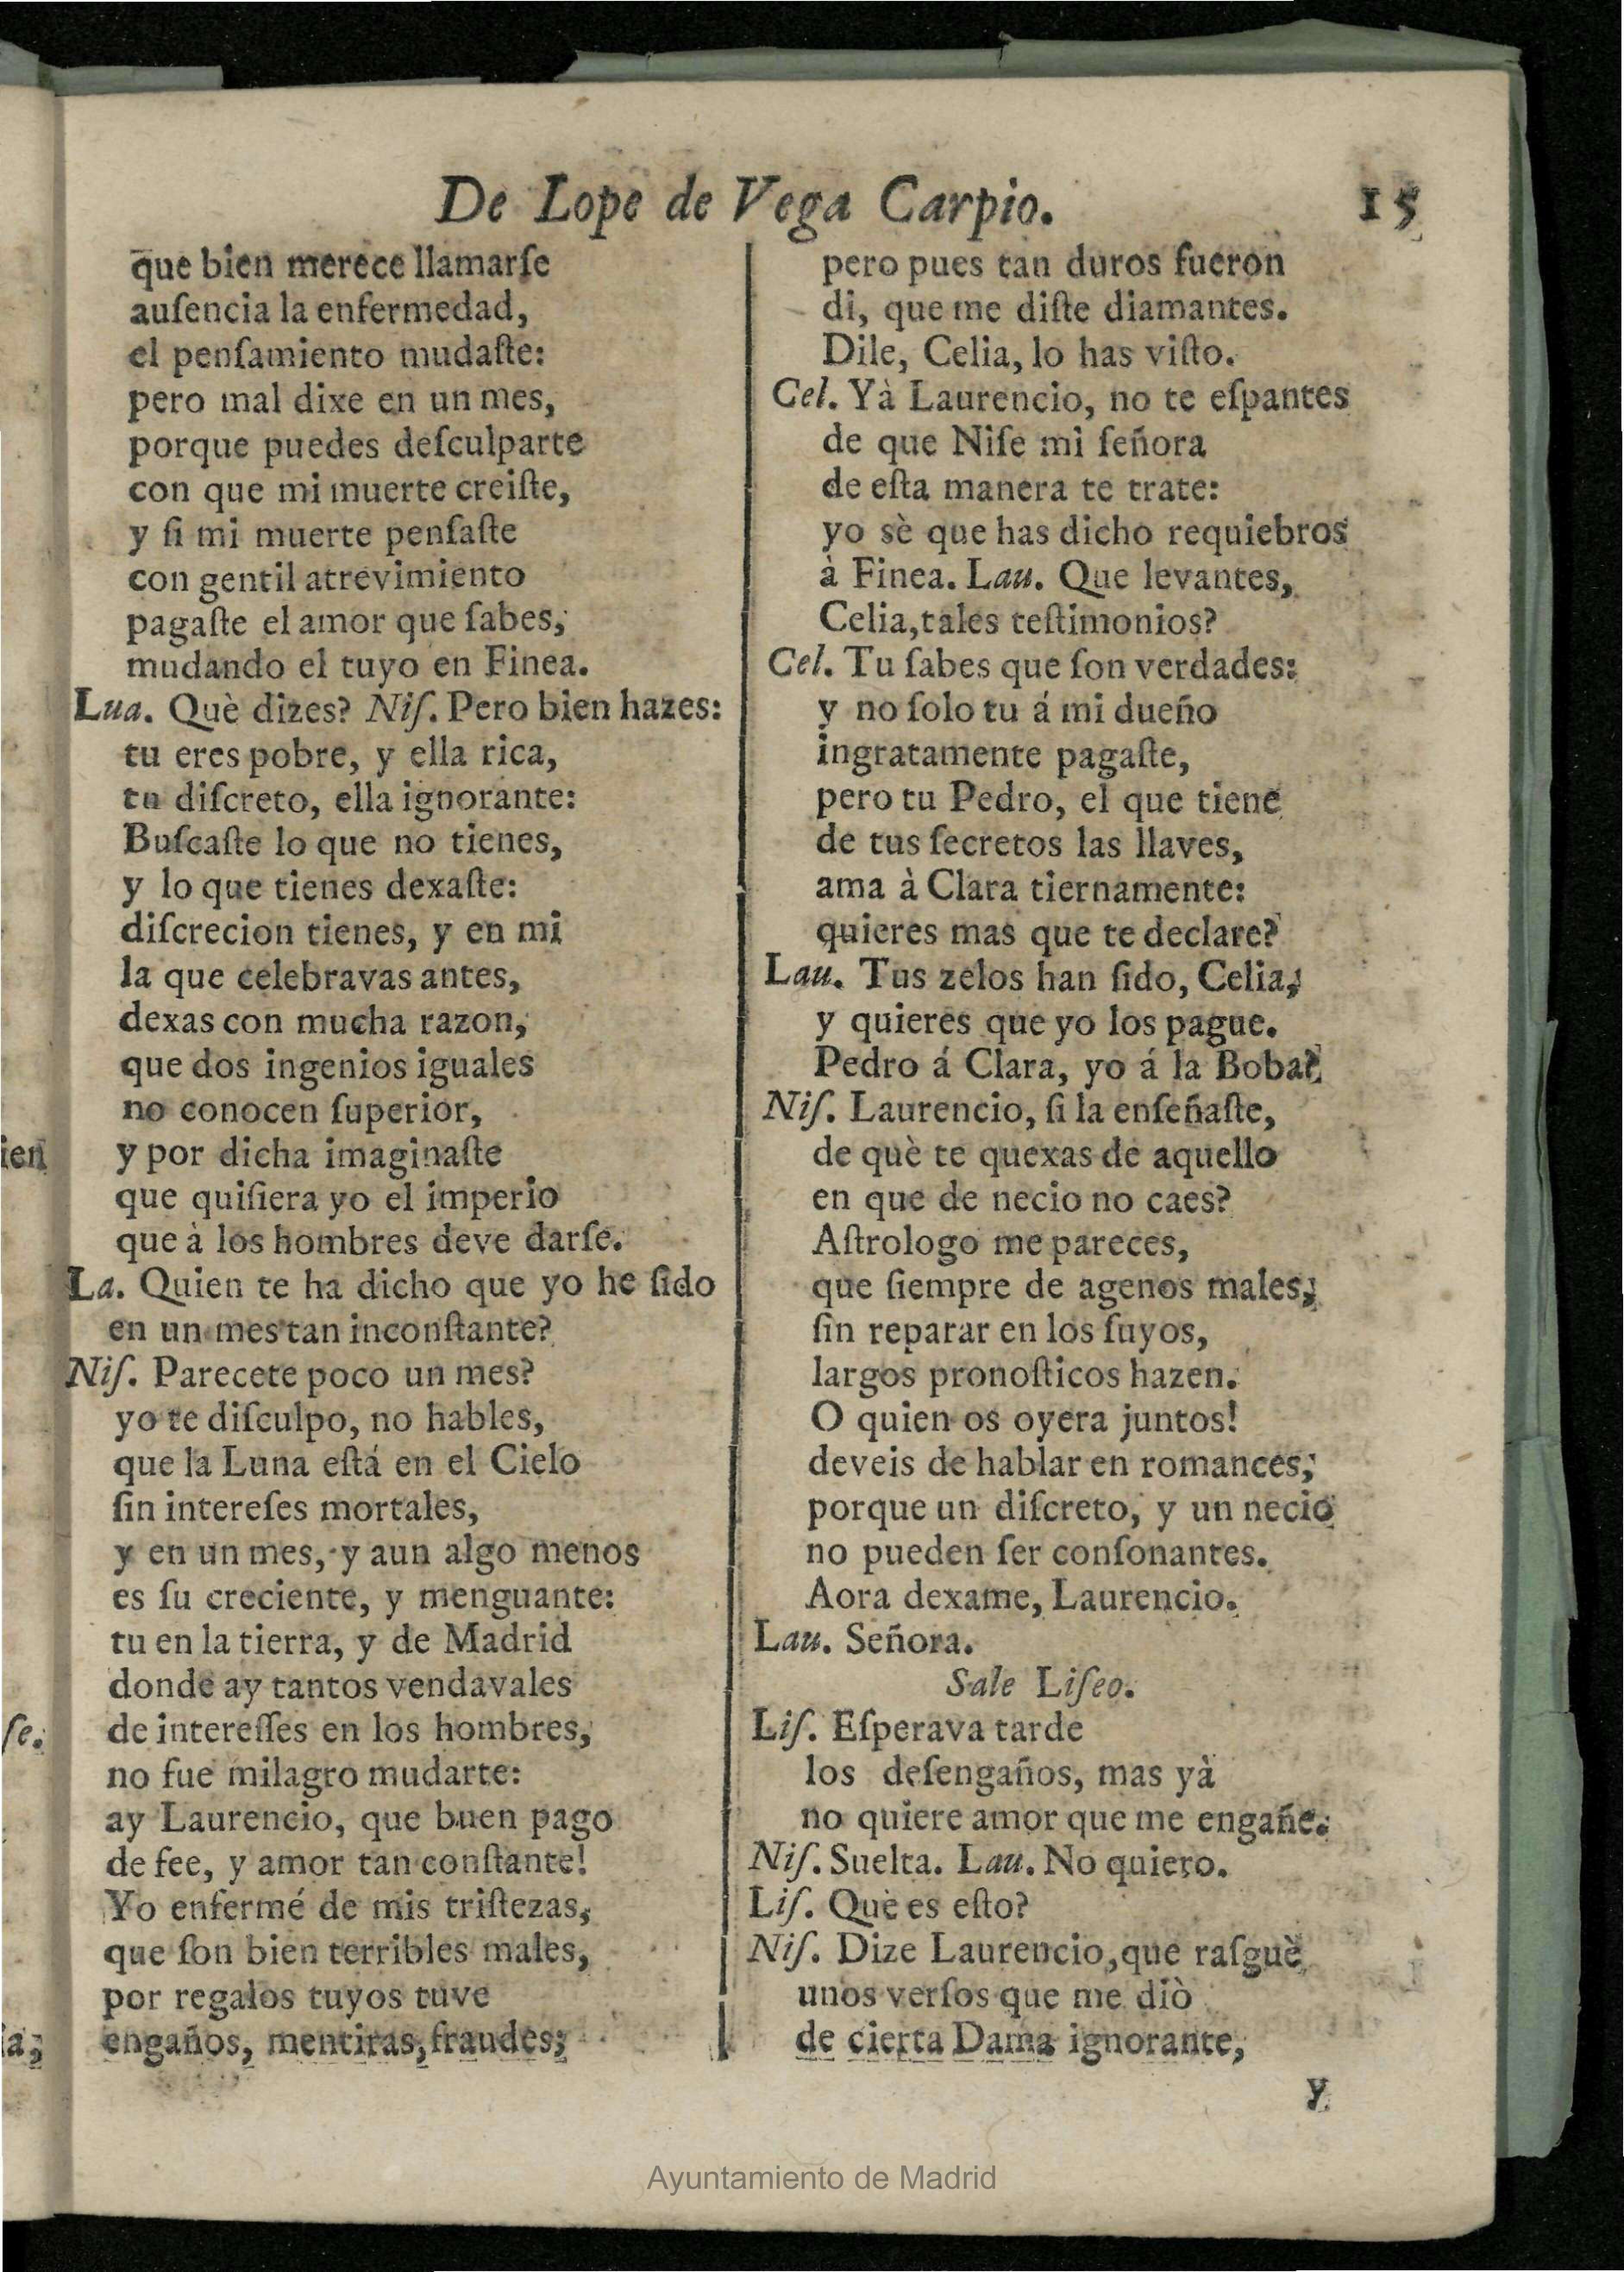 De Lope de Vega Carpio. 15
que bien merece llamarſe
auſencia la enfermedad,
el penſamiento mudaſte:
pero mal dixe en un mes,
porque puedes deſculparte
con que mi muerte creiſte,
y ſi mi muerte penſaſte
con gentil atrevimiento
pagaſte el amor que ſabes,
mudando el tuyo en Finea.
Lua. Què dizes? Niſ. Pero bien hazes:
tu eres pobre, y ella rica,
tu diſcreto, ella ignorante:
Buſcaſte lo que no tienes,
y lo que tienes dexaſte:
diſcrecion tienes, y en mi
la que celebravas antes,
dexas con mucha razon,
que dos ingenios iguales
no conocen ſuperior,
y por dicha imaginaſte
que quiſiera yo el imperio
que à los hombres deve darſe.
La. Quien te ha dicho que yo he ſido
en un mes tan inconſtante?
Niſ. Parecete poco un mes?
yo te diſculpo, no hables,
que la Luna eſtá en el Cielo
ſin intereſes mortales,
y en un mes, y aun algo menos
es ſu creciente, y menguante:
tu en la tierra, y de Madrid
donde ay tantos vendavales
de intereſſes en los hombres,
no fue milagro mudarte:
ay Laurencio, que buen pago
de fee, y amor tan conſtante!
Yo enfermé de mis triſtezas,
que ſon bien terribles males,
por regalos tuyos tuve
engaños, mentiras, fraudes;
pero pues tan duros fueron
di, que me diſte diamantes.
Dile, Celia, lo has viſto.
Cel. Yà Laurencio, no te eſpantes
de que Niſe mi ſeñora
de eſta manera te trate:
yo sè que has dicho requiebros
à Finea. Lau. Que levantes,
Celia, tales teſtimonios?
Cel. Tu ſabes que ſon verdades:
y no ſolo tu á mi dueño
ingratamente pagaſte,
pero tu Pedro, el que tiene
de tus ſecretos las llaves,
ama à Clara tiernamente:
quieres mas que te declare?
Lau. Tus zelos han ſido, Celia,
y quieres que yo los pague.
Pedro á Clara, yo á la Boba?
Niſ. Laurencio, ſi la enſeñaſte,
de què te quexas de aquello
en que de necio no caes?
Aſtrologo me pareces,
que ſiempre de agenos males,
ſin reparar en los ſuyos,
largos pronoſticos hazen.
O quien os oyera juntos!
deveis de hablar en romances,
porque un diſcreto, y un necio
no pueden ſer conſonantes.
Aora dexame, Laurencio.
Lau. Señora.
Sale Liſeo.
Liſ. Eſperava tarde
los deſengaños, mas yà
no quiere amor que me engañe.
Niſ. Suelta. Lau. No quiero.
Liſ. Què es eſto?
Niſ. Dize Laurencio, que raſguè
unos verſos que me diò
de cierta Dama ignorante,
y
ien
ſe.
ia;
Ayuntamiento de Madrid